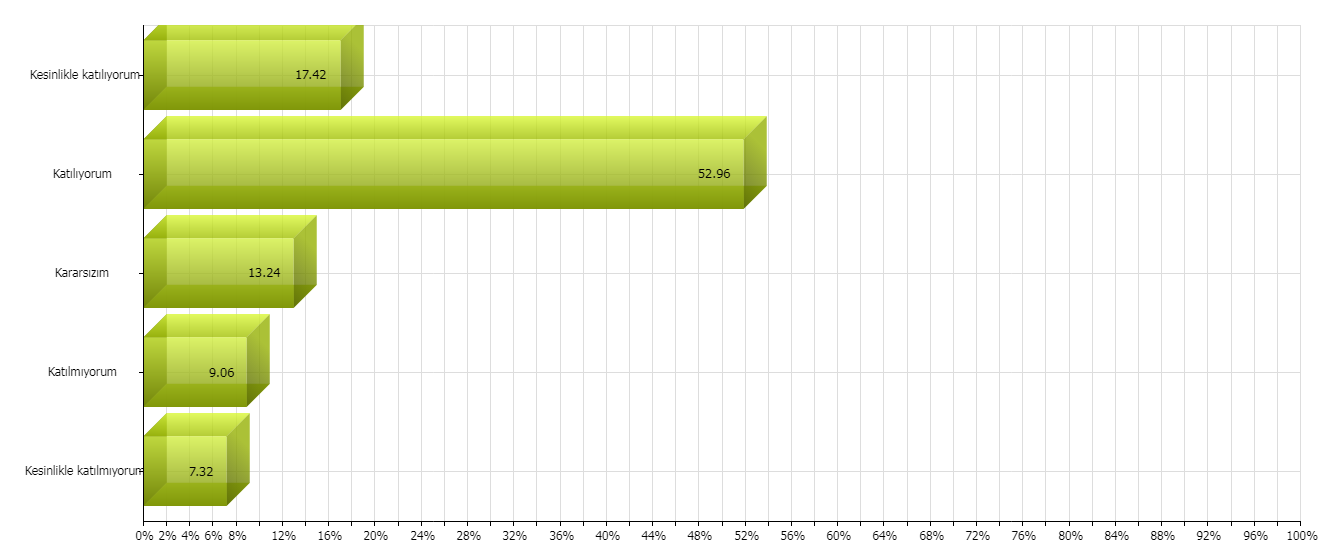 Kesinlikle katılıyorum 17.42
Katılıyorum 52.96
Kararsızım 13.24
Katılmıyorum 9.06
Kesinlikle katılmıyorum 7.32
0% 2% 4% 6% 8% 12% 16% 20% 24% 28% 32% 36% 40% 44% 48% 52% 56% 60% 64% 68% 72% 76% 80% 84% 88% 92% 96% 100%